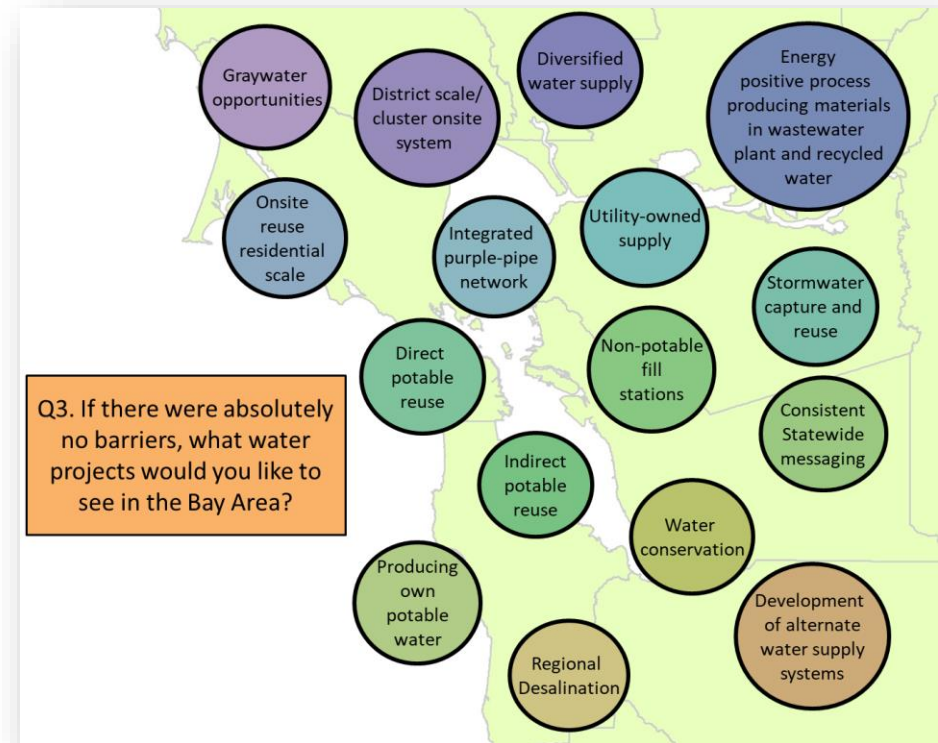 Graywater
opportunities
District scale/
cluster onsite
system
Diversified
water supply
Energy
positive process
producing materials
in wastewater
plant and recycled
water
Onsite
reuse
residential
scale
Integrated
purple-pipe
network
Utility-owned
supply
Stormwater
capture and
reuse
Direct
potable
reuse
Non-potable
fill
stations
Consistent
Statewide
messaging
Q3. If there were absolutely
no barriers, what water
projects would you like to
see in the Bay Area?
Indirect
potable
reuse
Water
conservation
Producing
own
potable
water
Regional
Desalination
Development
of alternate
water supply
systems